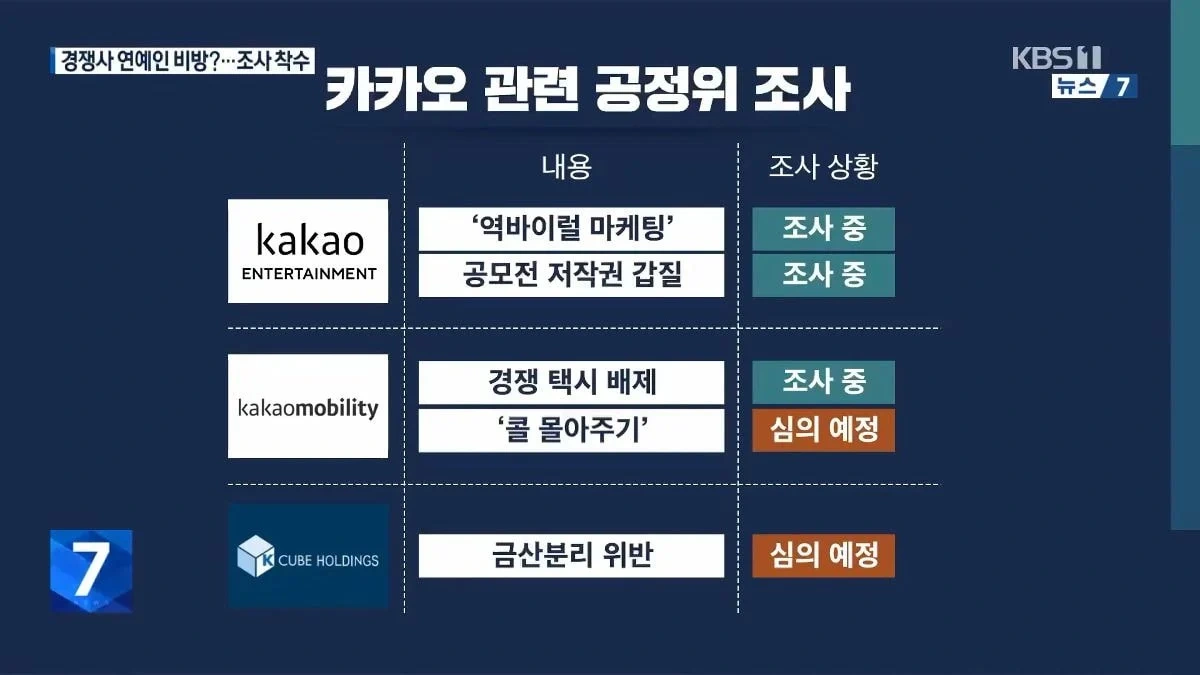 경쟁사 연예인 비방?…조사 착수
KBS 1
뉴스 7
카카오 관련 공정위 조사
내용
조사 상황
kakao
ENTERTAINMENT
‘역바이럴 마케팅’
조사 중
공모전 저작권 갑질
조사 중
kakaomobility
경쟁 택시 배제
조사 중
‘콜 몰아주기’
심의 예정
K CUBE HOLDINGS
금산분리 위반
심의 예정
7
NEWS